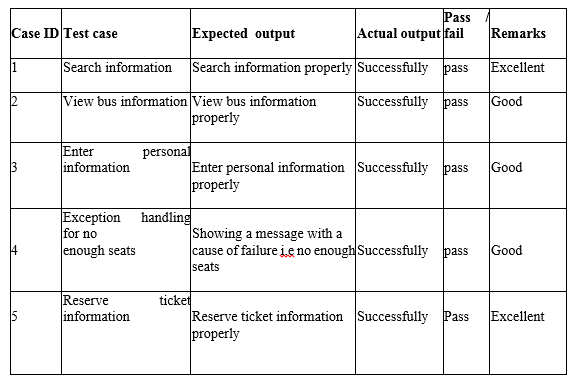 Case ID Test case Expected output Actual output Pass / fail Remarks
1 Search information Search information properly Successfully pass Excellent
2 View bus information View bus information Successfully pass Good
properly
Enter personal
3 information Enter personal information Successfully pass Good
properly
Exception handling
for no Showing a message with a
4 enough seats cause of failure i.e no enough Successfully pass Good
seats
Reserve ticket
5 information Reserve ticket information Successfully Pass Excellent
properly